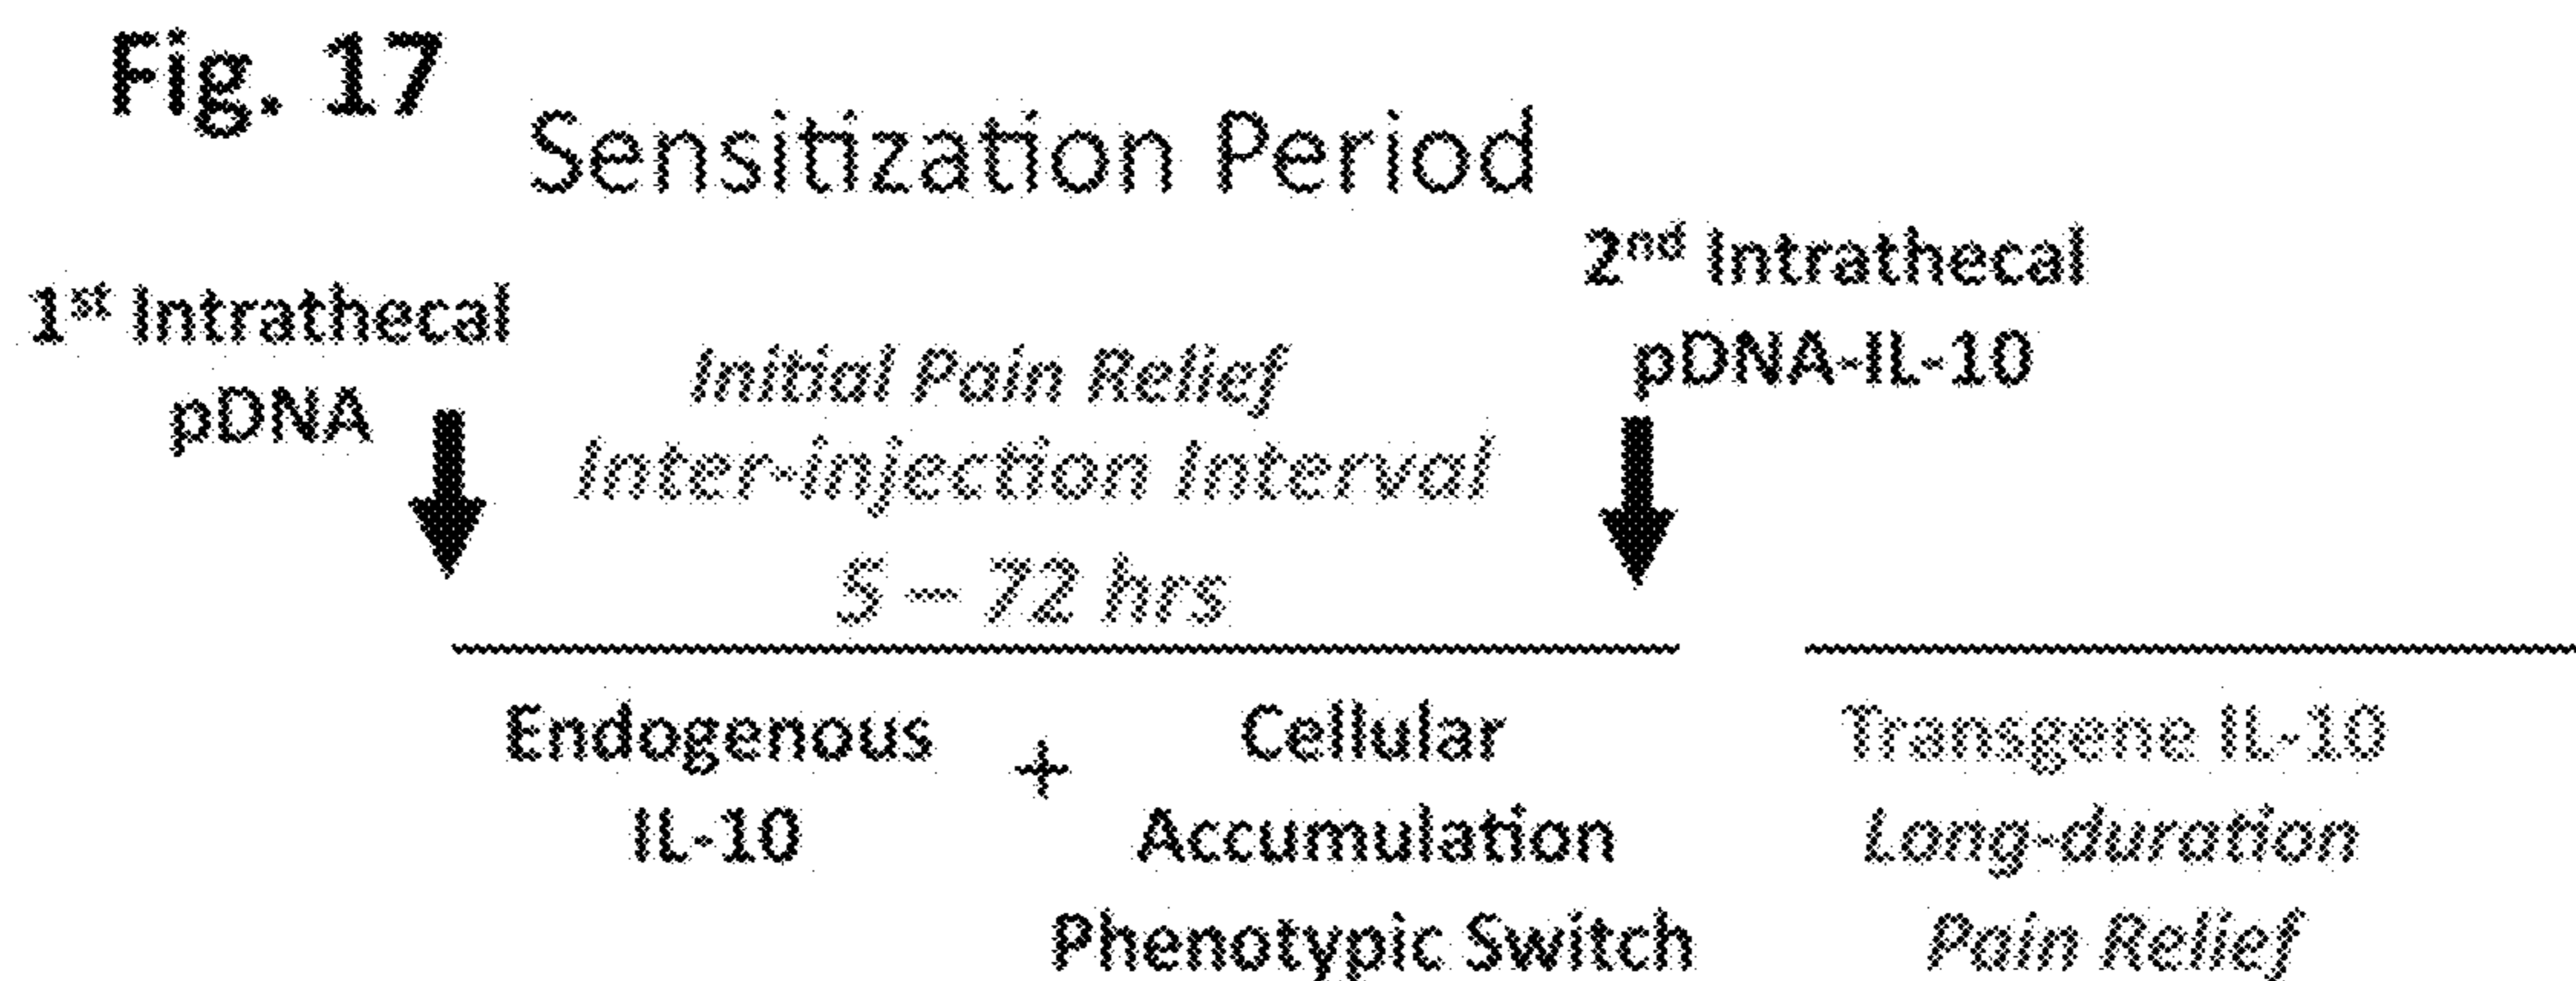 Fig. 17
Sensitization Period
1st Intrathecal
pDNA
Initial Pain Relief
Inter-injection Interval
5 – 72 hrs
2nd Intrathecal
pDNA-IL-10
Endogenous
IL-10
+
Cellular
Accumulation
Phenotypic Switch
Transgene IL-10
Long-duration
Pain Relief